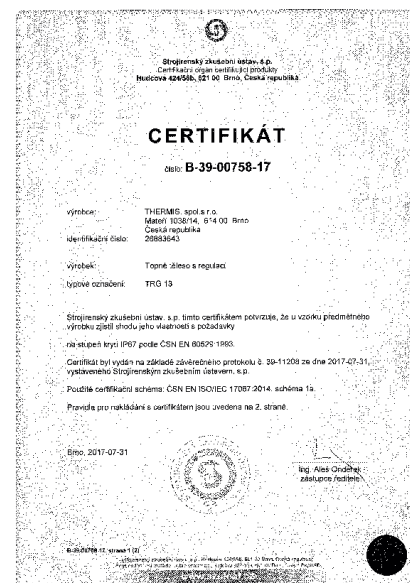 Strojírenský zkušební ústav, s.p.
Certifikační orgán certifikující produkty
Hudcova 424/56b, 621 00 Brno, Česká republika
CERTIFIKÁT
číslo: B-39-00758-17
výrobce: THERMIS, spol.s r.o.
Mateří 1038/14, 614 00 Brno
Česká republika
identifikační číslo: 26883643
výrobek: Topné těleso s regulací
typové označení: TRG 13
Strojírenský zkušební ústav, s.p. tímto certifikátem potvrzuje, že u vzorku předmětného
výrobku zjistil shodu jeho vlastností s požadavky
na stupeň krytí IP67 podle ČSN EN 60529:1993.
Certifikát byl vydán na základě závěrečného protokolu č. 39-11208 ze dne 2017-07-31,
vystaveného Strojírenským zkušebním ústavem, s.p.
Použité certifikační schéma: ČSN EN ISO/IEC 17067:2014, schéma 1a.
Pravidla pro nakládání s certifikátem jsou uvedena na 2. straně.
Brno, 2017-07-31
Ing. Aleš Onderek
zástupce ředitele
B-39-00758-17, strana 1 (2)